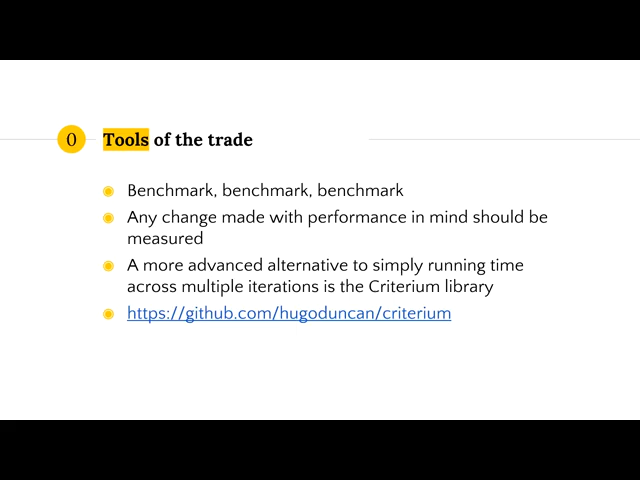 0 Tools of the trade
Benchmark, benchmark, benchmark
Any change made with performance in mind should be
measured
A more advanced alternative to simply running time
across multiple iterations is the Criterium library
https://github.com/hugoduncan/criterium